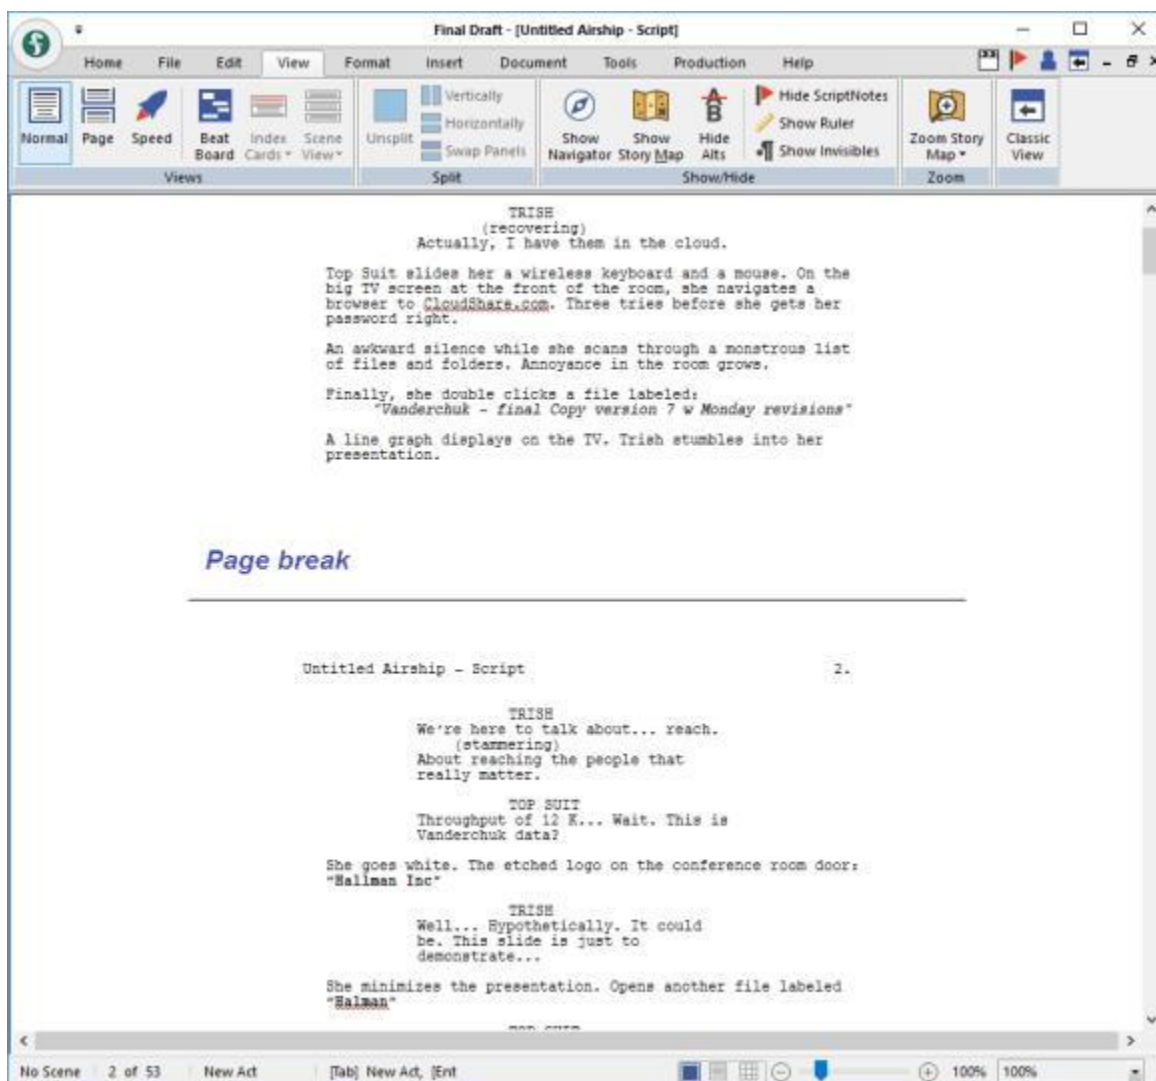 Final Draft - [Untitled Airship - Script]
Home File Edit View Format Insert Document Tools Production Help
Normal Page Speed Beat Board Index Cards Scene View Unsplit Vertically Horizontally Swap Panels Show Navigator Show Story Map Hide Alts Hide ScriptNotes Show Ruler Show Invisibles Zoom Story Map Classic View
Views Split Show/Hide Zoom
TRISH
(recovering)
Actually, I have them in the cloud.
Top Suit slides her a wireless keyboard and a mouse. On the
big TV screen at the front of the room, she navigates a
browser to CloudShare.com. Three tries before she gets her
password right.
An awkward silence while she scans through a monstrous list
of files and folders. Annoyance in the room grows.
Finally, she double clicks a file labeled:
"Vanderchuk - final Copy version 7 w Monday revisions"
A line graph displays on the TV. Trish stumbles into her
presentation.
Page break
Untitled Airship - Script 2.
TRISH
We're here to talk about... reach.
(stammering)
About reaching the people that
really matter.
TOP SUIT
Throughput of 12 K... Wait. This is
Vanderchuk data?
She goes white. The etched logo on the conference room door:
"Hallman Inc"
TRISH
Well... Hypothetically. It could
be. This slide is just to
demonstrate...
She minimizes the presentation. Opens another file labeled
"Halman"
No Scene 2 of 53 New Act [Tab] New Act, [Ent 100% 100%